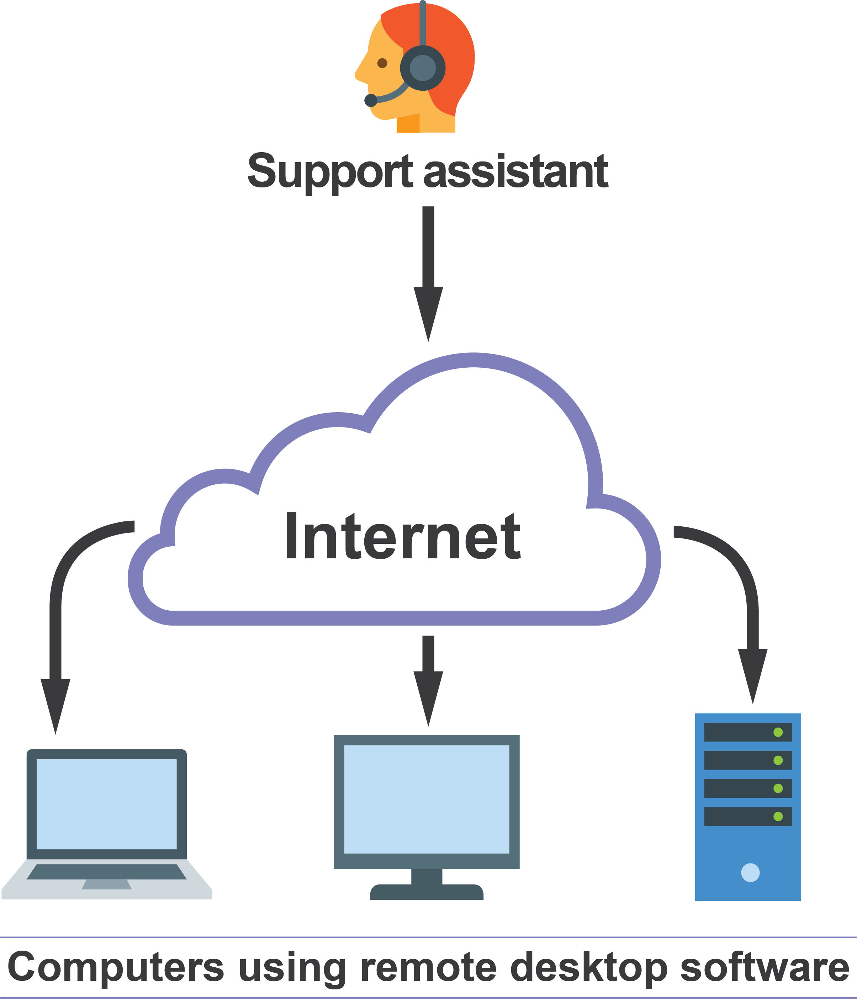 Support assistant
Internet
Computers using remote desktop software